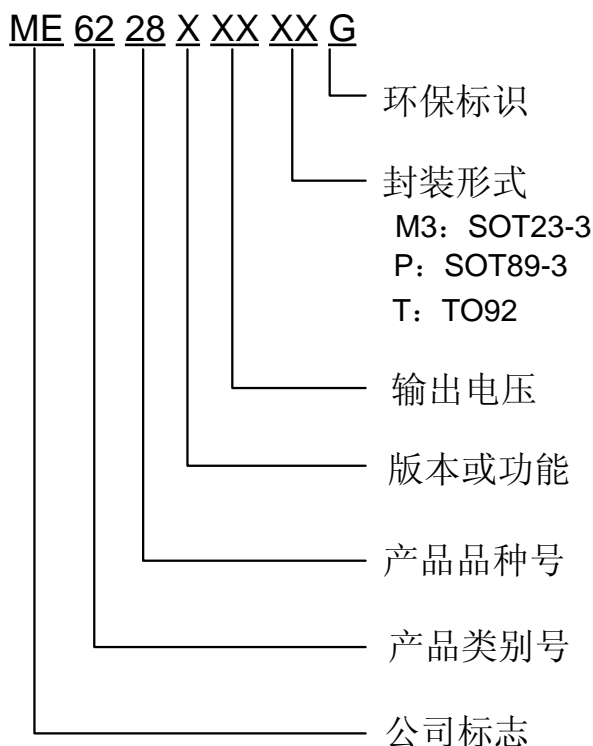 ME 62 28 X XX XX G
环保标识
封装形式
M3：SOT23-3
P：SOT89-3
T：TO92
输出电压
版本或功能
产品品种号
产品类别号
公司标志